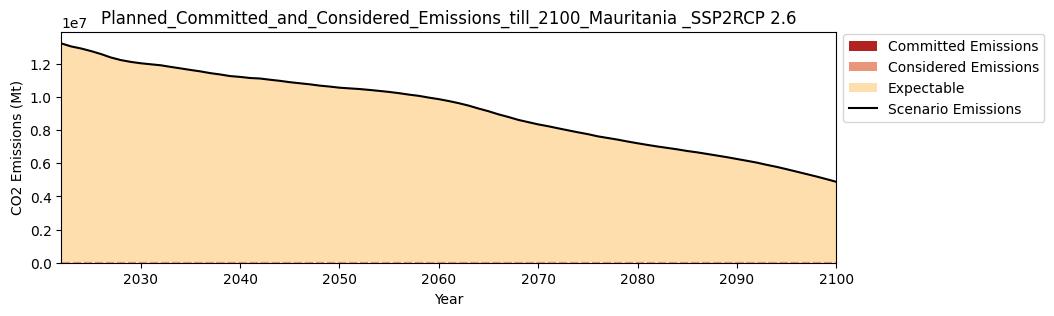 Planned_Committed_and_Considered_Emissions_till_2100_Mauritania _SSP2RCP 2.6
1e7
Committed Emissions
Considered Emissions
Expectable
Scenario Emissions
CO2 Emissions (Mt)
1.2
1.0
0.8
0.6
0.4
0.2
0.0
2030 2040 2050 2060 2070 2080 2090 2100
Year